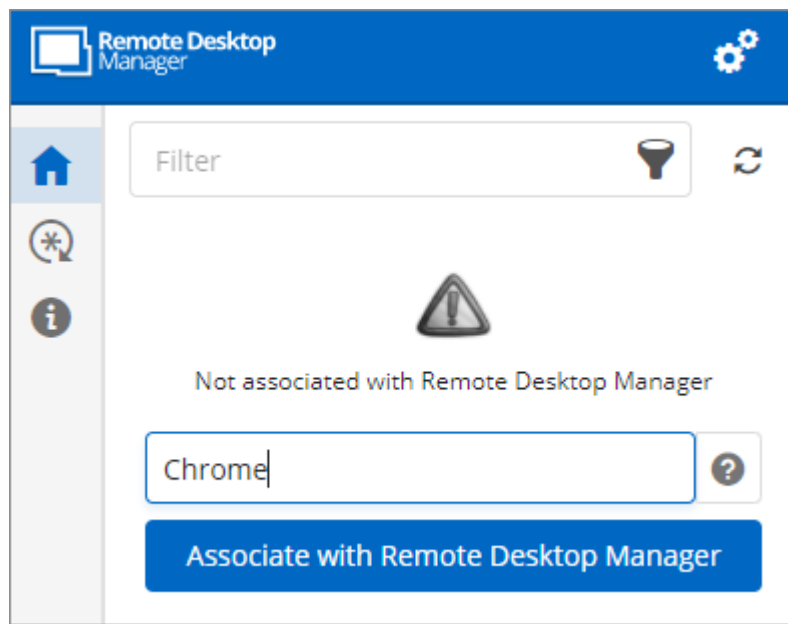 Remote Desktop
Manager
Filter
Not associated with Remote Desktop Manager
Chrome
Associate with Remote Desktop Manager